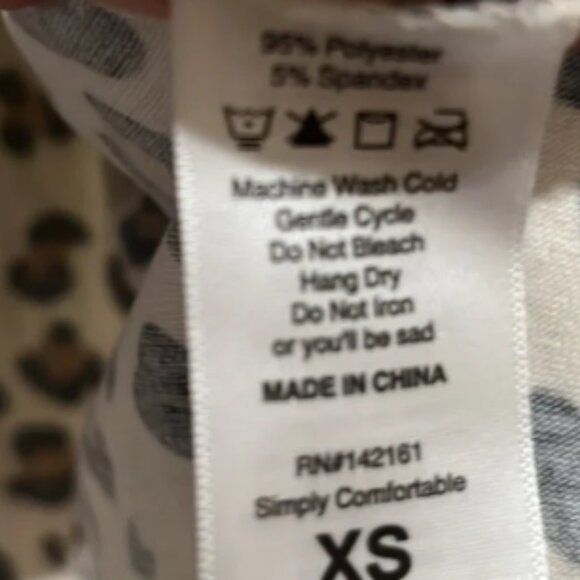 95% Polyester
5% Spandex
Machine Wash Cold
Gentle Cycle
Do Not Bleach
Hang Dry
Do Not Iron
or you'll be sad
MADE IN CHINA
RN#142161
Simply Comfortable
XS